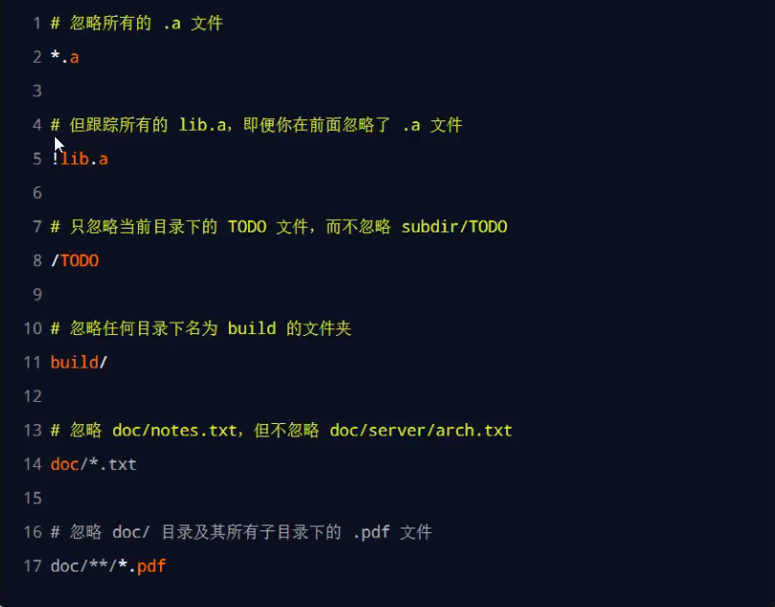 1 # 忽略所有的 .a 文件
2 *.a
3
4 # 但跟踪所有的 lib.a，即便你在前面忽略了 .a 文件
5 !lib.a
6
7 # 只忽略当前目录下的 TODO 文件，而不忽略 subdir/TODO
8 /TODO
9
10 # 忽略任何目录下名为 build 的文件夹
11 build/
12
13 # 忽略 doc/notes.txt，但不忽略 doc/server/arch.txt
14 doc/*.txt
15
16 # 忽略 doc/ 目录及其所有子目录下的 .pdf 文件
17 doc/**/*.pdf